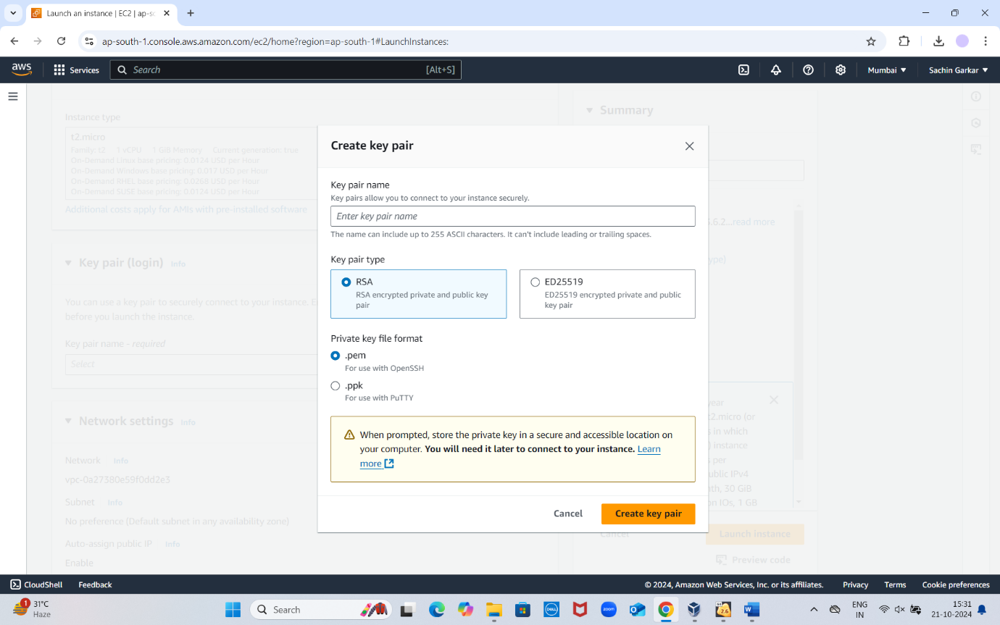 Launch an instance | EC2 | ap-sc
ap-south-1.console.aws.amazon.com/ec2/home?region=ap-south-1#LaunchInstances:
aws
Services
Search
[Alt+S]
Mumbai
Sachin Garkar
Instance type
t2.micro
Family: t2 1 vCPU 1 GiB Memory Current generation: true
On-Demand Linux base pricing: 0.0124 USD per Hour
On-Demand Windows base pricing: 0.017 USD per Hour
On-Demand RHEL base pricing: 0.0268 USD per Hour
On-Demand SUSE base pricing: 0.0124 USD per Hour
Additional costs apply for AMIs with pre-installed software
Key pair (login) Info
You can use a key pair to securely connect to your instance. E
before you launch the instance.
Key pair name - required
Select
Network settings Info
Network Info
vpc-0a27380e59f0dd2e3
Subnet Info
No preference (Default subnet in any availability zone)
Auto-assign public IP Info
Enable
Create key pair
Key pair name
Key pairs allow you to connect to your instance securely.
Enter key pair name
The name can include up to 255 ASCII characters. It can't include leading or trailing spaces.
Key pair type
RSA
RSA encrypted private and public key
pair
ED25519
ED25519 encrypted private and public
key pair
Private key file format
.pem
For use with OpenSSH
.ppk
For use with PuTTY
When prompted, store the private key in a secure and accessible location on
your computer. You will need it later to connect to your instance. Learn
more
Cancel
Create key pair
Summary
.6.2...read more
ype)
year
t2.micro (or
s in which
) instance
per
ublic IPv4
th, 30 GiB
n IOs, 1 GB
Cancel
Launch instance
Preview code
CloudShell
Feedback
© 2024, Amazon Web Services, Inc. or its affiliates.
Privacy
Terms
Cookie preferences
1
31°C
Haze
Search
DELL
zoom
2.6
ENG
IN
15:31
21-10-2024